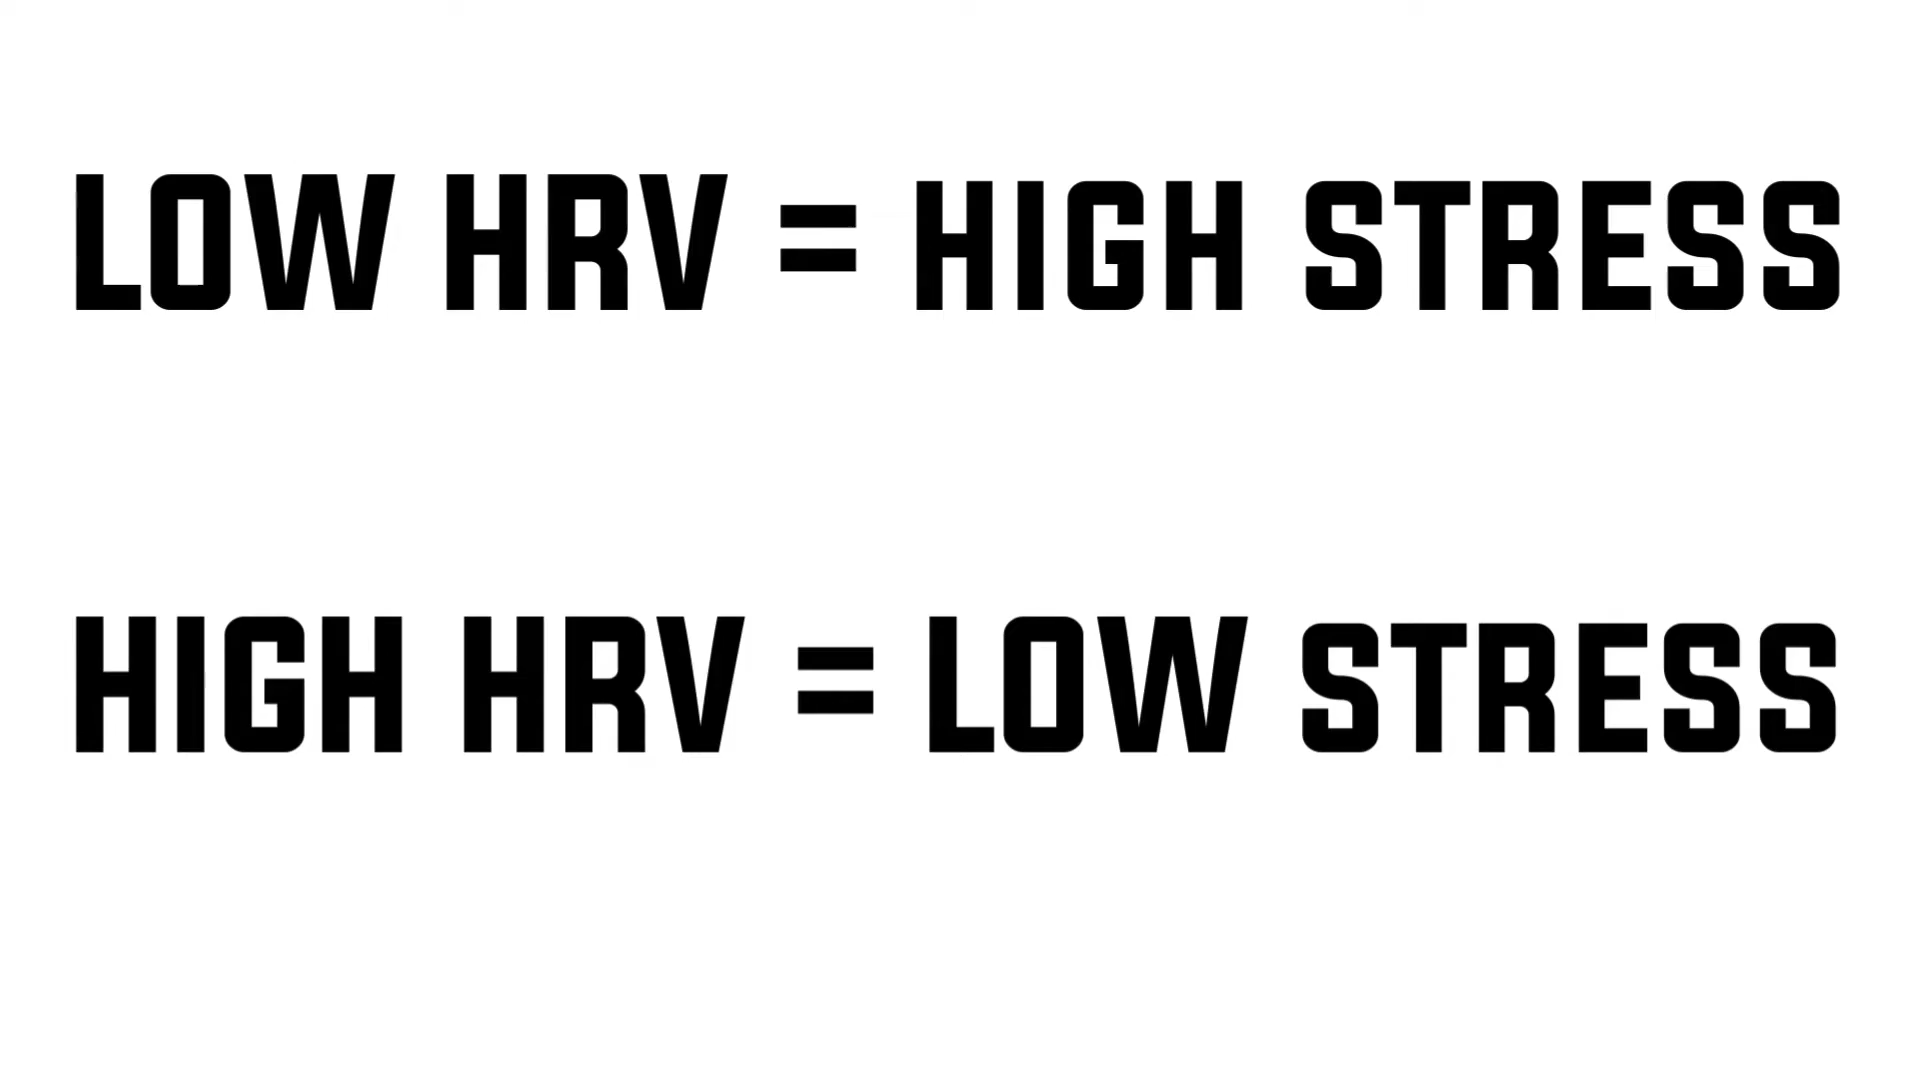 LOW HRV = HIGH STRESS
HIGH HRV = LOW STRESS